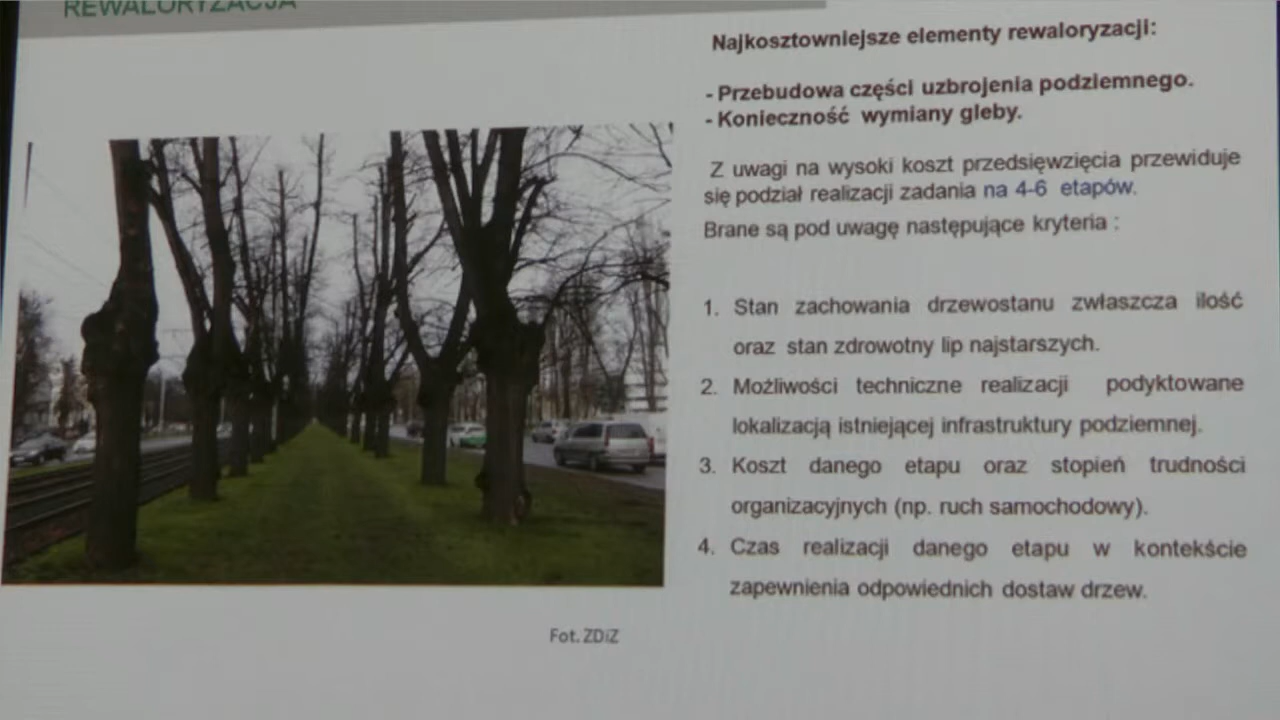 REWALORYZACJA
Najkosztowniejsze elementy rewaloryzacji:
- Przebudowa części uzbrojenia podziemnego.
- Konieczność wymiany gleby.
Z uwagi na wysoki koszt przedsięwzięcia przewiduje
się podział realizacji zadania na 4-6 etapów.
Brane są pod uwagę następujące kryteria :
1. Stan zachowania drzewostanu zwłaszcza ilość
oraz stan zdrowotny lip najstarszych.
2. Możliwości techniczne realizacji podyktowane
lokalizacją istniejącej infrastruktury podziemnej.
3. Koszt danego etapu oraz stopień trudności
organizacyjnych (np. ruch samochodowy).
4. Czas realizacji danego etapu w kontekście
zapewnienia odpowiednich dostaw drzew.
Fot. ZDiZ